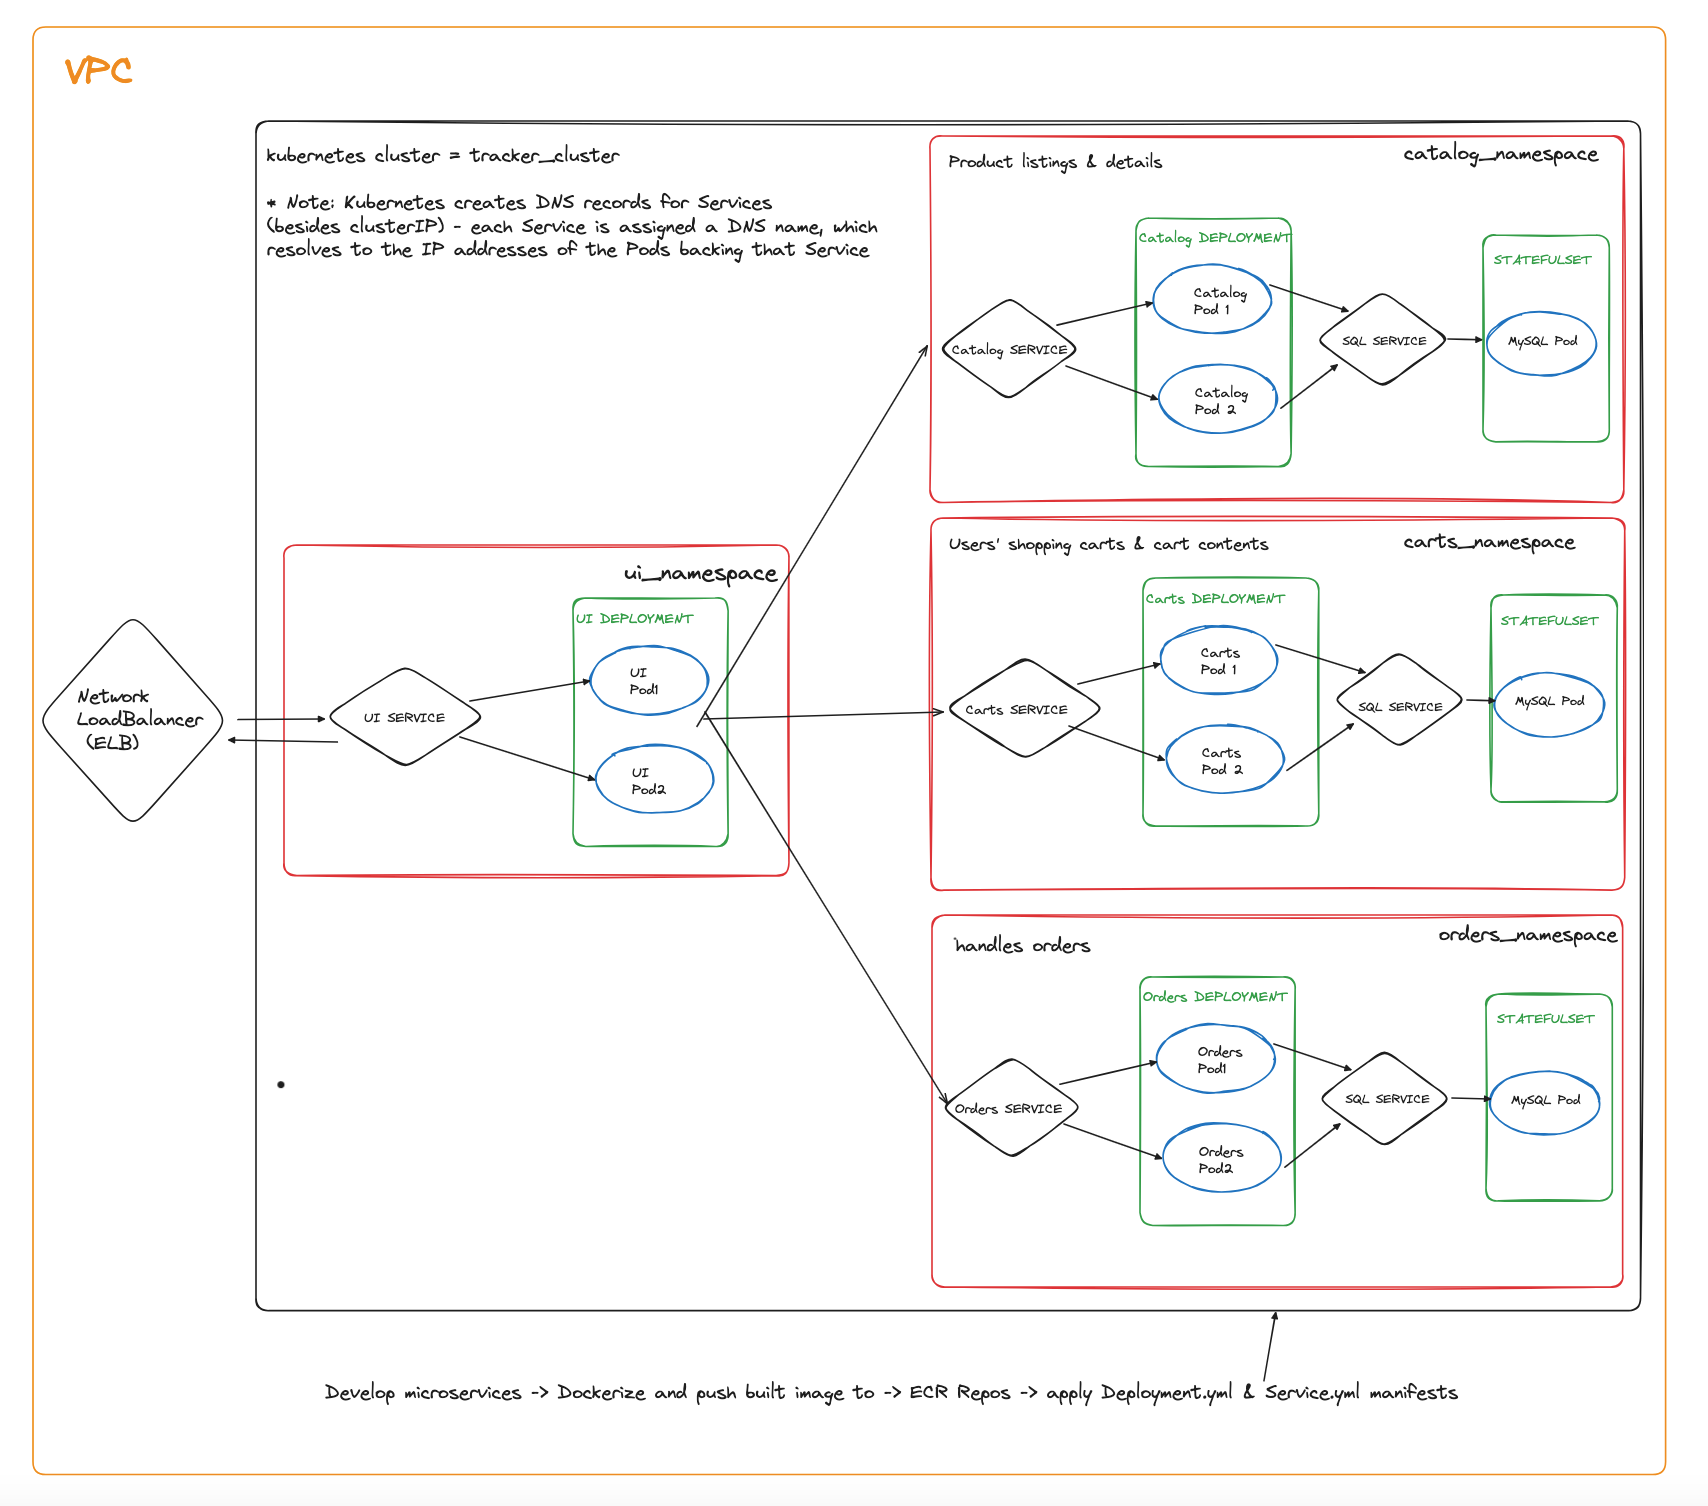 VPC
kubernetes cluster = tracker_cluster
* Note: Kubernetes creates DNS records for Services
(besides clusterIP) - each Service is assigned a DNS name, which
resolves to the IP addresses of the Pods backing that Service
Product listings & details
catalog_namespace
Catalog DEPLOYMENT
STATEFULSET
Catalog
Pod 1
Catalog SERVICE
SQL SERVICE
MySQL Pod
Catalog
Pod 2
Users' shopping carts & cart contents
carts_namespace
Carts DEPLOYMENT
STATEFULSET
Carts
Pod 1
Carts SERVICE
SQL SERVICE
MySQL Pod
Carts
Pod 2
ui_namespace
UI DEPLOYMENT
UI
Pod1
UI SERVICE
UI
Pod2
Network
LoadBalancer
(ELB)
handles orders
orders_namespace
Orders DEPLOYMENT
STATEFULSET
Orders
Pod1
Orders SERVICE
SQL SERVICE
MySQL Pod
Orders
Pod2
Develop microservices -> Dockerize and push built image to -> ECR Repos -> apply Deployment.yml & Service.yml manifests